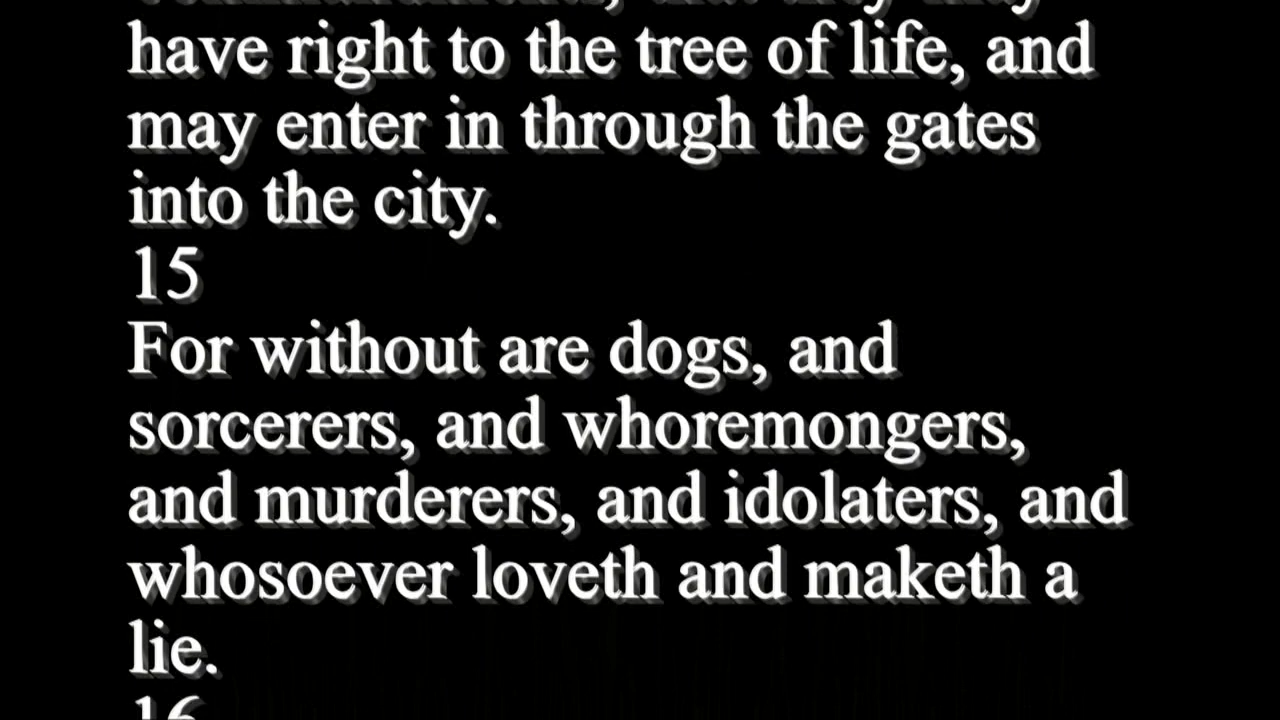 have right to the tree of life, and
may enter in through the gates
into the city.
15
For without are dogs, and
sorcerers, and whoremongers,
and murderers, and idolaters, and
whosoever loveth and maketh a
lie.
16